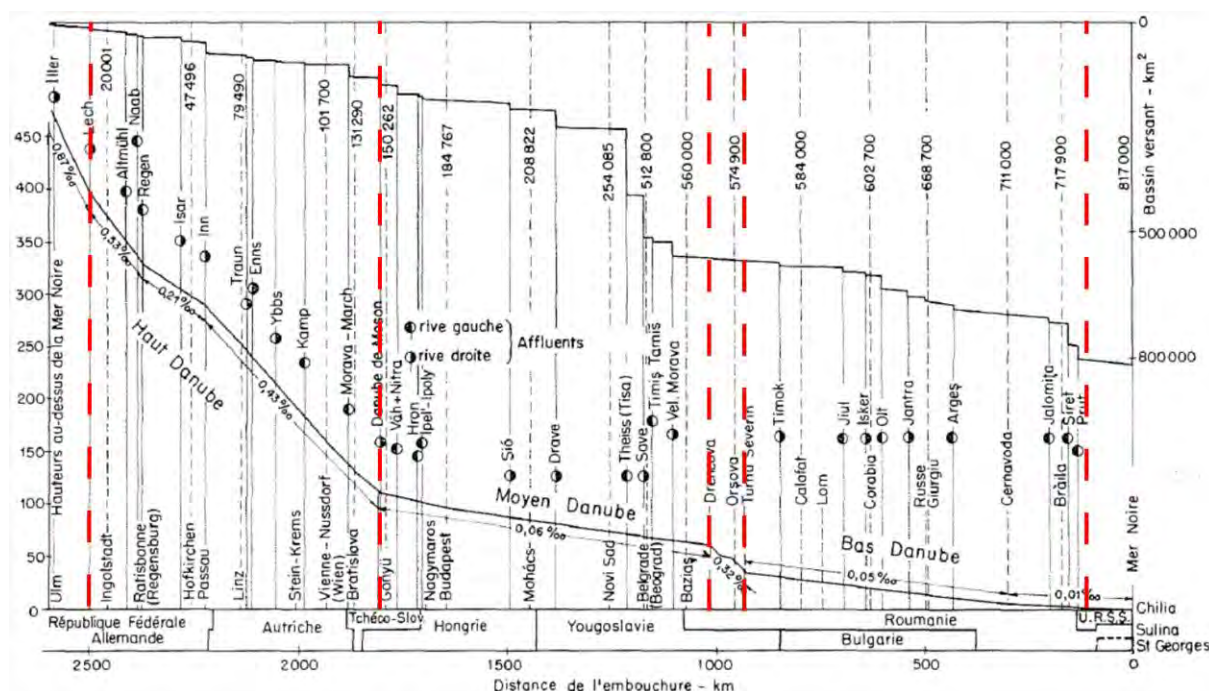 Hauteurs au-dessus de la Mer Noire
450
400
350
300
250
200
150
100
50
0
Bassin versant - km²
0
500 000
800 000
Iller
Lech
Altmühl
Naab
Regen
Isar
Inn
Traun
Enns
Ybbs
Kamp
Morava - March
Danube de Moson
Váh + Nitra
Hron
Ipel'-Ipoly
Sió
Drave
Theiss (Tisa)
Save
Timiş Tamis
Vel. Morava
Timok
Jiul
Isker
Olt
Jantra
Argeş
Jalomiţa
Siret
Prut
20 001
47 496
79 490
101 700
131 290
150 262
184 767
208 822
254 085
512 800
560 000
574 900
584 000
602 700
668 700
711 000
717 900
817 000
rive gauche
rive droite
Affluents
0,87‰
0,53‰
0,21‰
0,43‰
0,06‰
0,32‰
0,05‰
0,01‰
Haut Danube
Moyen Danube
Bas Danube
Ulm
Ingolstadt
Ratisbonne
(Regensburg)
Hofkirchen
Passau
Linz
Stein-Krems
Vienne-Nussdorf
(Wien)
Bratislava
Gönyü
Nagymaros
Budapest
Mohács
Novi Sad
Belgrade
(Beograd)
Baziaş
Drencova
Orşova
Turnu Severin
Calafat
Lom
Corabia
Russe
Giurgiu
Cernavoda
Brăila
Mer Noire
Chilia
Sulina
St Georges
République Fédérale
Allemande
Autriche
Tchéco-Slov.
Hongrie
Yougoslavie
Roumanie
Bulgarie
U.R.S.S.
2500
2000
1500
1000
500
0
Distance de l'embouchure - km